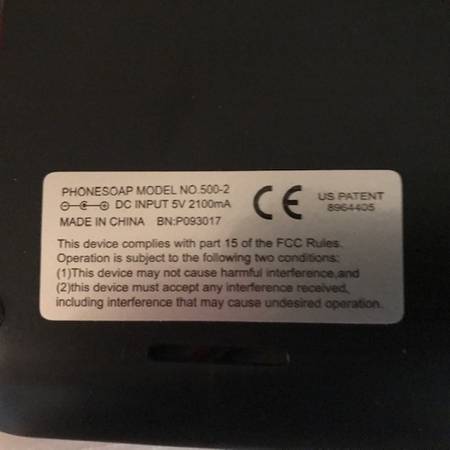 PHONESOAP MODEL NO.500-2
DC INPUT 5V 2100mA
MADE IN CHINA BN:P093017
CE
US PATENT
8964405
This device complies with part 15 of the FCC Rules.
Operation is subject to the following two conditions:
(1)This device may not cause harmful interference,and
(2)this device must accept any interference received,
including interference that may cause undesired operation.